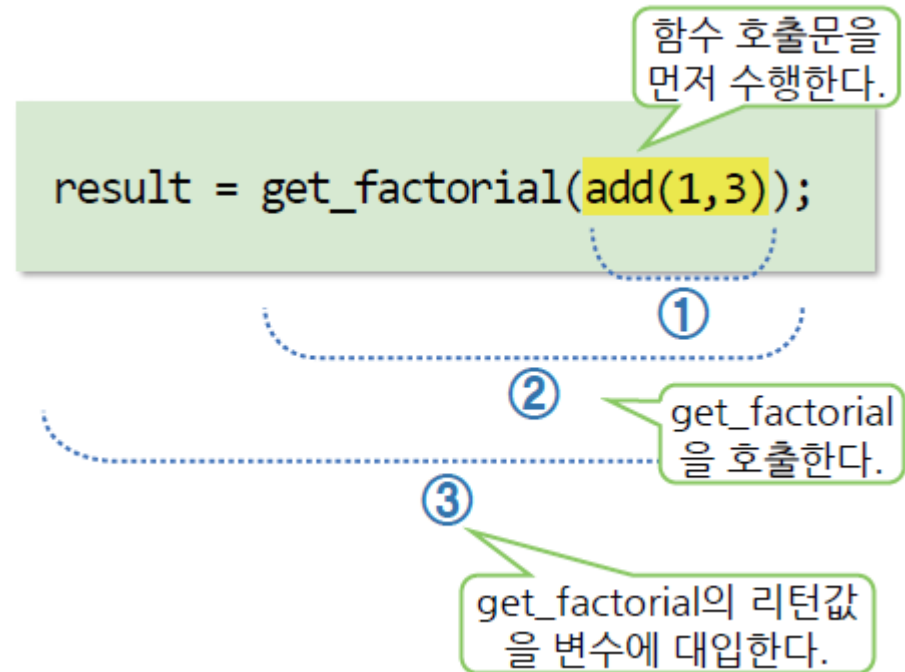 함수 호출문을
먼저 수행한다.
result = get_factorial(add(1,3));
①
②
get_factorial
을 호출한다.
③
get_factorial의 리턴값
을 변수에 대입한다.